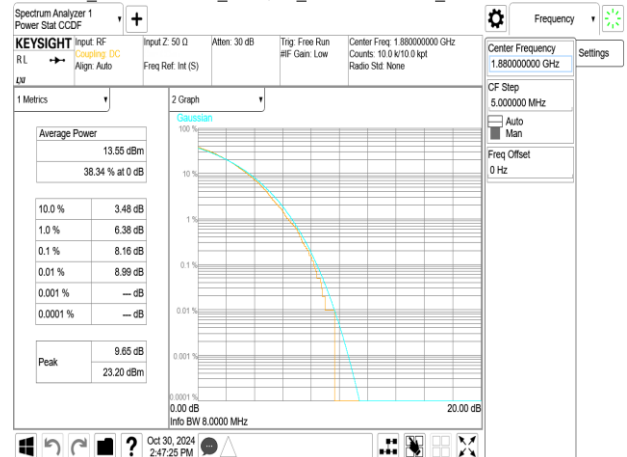 Spectrum Analyzer 1
Power Stat CCDF
+
Frequency
KEYSIGHT
RL
LXI
Input: RF
Coupling: DC
Align: Auto
Input Z: 50 Ω
Freq Ref: Int (S)
Atten: 30 dB
Trig: Free Run
#IF Gain: Low
Center Freq: 1.880000000 GHz
Counts: 10.0 k/10.0 kpt
Radio Std: None
Center Frequency
1.880000000 GHz
Settings
CF Step
5.000000 MHz
Auto
Man
Freq Offset
0 Hz
1 Metrics
Average Power
13.55 dBm
38.34 % at 0 dB
10.0 % 3.48 dB
1.0 % 6.38 dB
0.1 % 8.16 dB
0.01 % 8.99 dB
0.001 % — dB
0.0001 % — dB
Peak
9.65 dB
23.20 dBm
2 Graph
Gaussian
100 %
10 %
1 %
0.1 %
0.01 %
0.001 %
0.0001 %
0.00 dB 20.00 dB
Info BW 8.0000 MHz
? Oct 30, 2024
2:47:25 PM